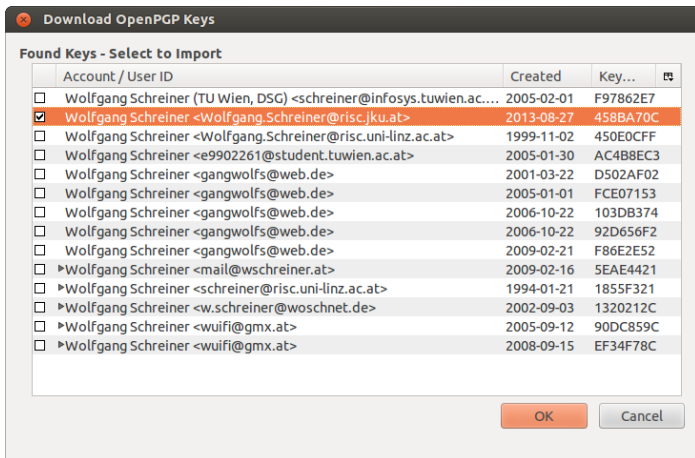 Download OpenPGP Keys
Found Keys - Select to Import
Account / User ID Created Key...
Wolfgang Schreiner (TU Wien, DSG) <schreiner@infosys.tuwien.ac.... 2005-02-01 F97862E7
Wolfgang Schreiner <Wolfgang.Schreiner@risc.jku.at> 2013-08-27 458BA70C
Wolfgang Schreiner <Wolfgang.Schreiner@risc.uni-linz.ac.at> 1999-11-02 450E0CFF
Wolfgang Schreiner <e9902261@student.tuwien.ac.at> 2005-01-30 AC4B8EC3
Wolfgang Schreiner <gangwolfs@web.de> 2001-03-22 D502AF02
Wolfgang Schreiner <gangwolfs@web.de> 2005-01-01 FCE07153
Wolfgang Schreiner <gangwolfs@web.de> 2006-10-22 103DB374
Wolfgang Schreiner <gangwolfs@web.de> 2006-10-22 92D656F2
Wolfgang Schreiner <gangwolfs@web.de> 2009-02-21 F86E2E52
Wolfgang Schreiner <mail@wschreiner.at> 2009-02-16 5EAE4421
Wolfgang Schreiner <schreiner@risc.uni-linz.ac.at> 1994-01-21 1855F321
Wolfgang Schreiner <w.schreiner@woschnet.de> 2002-09-03 1320212C
Wolfgang Schreiner <wuifi@gmx.at> 2005-09-12 90DC859C
Wolfgang Schreiner <wuifi@gmx.at> 2008-09-15 EF34F78C
OK Cancel